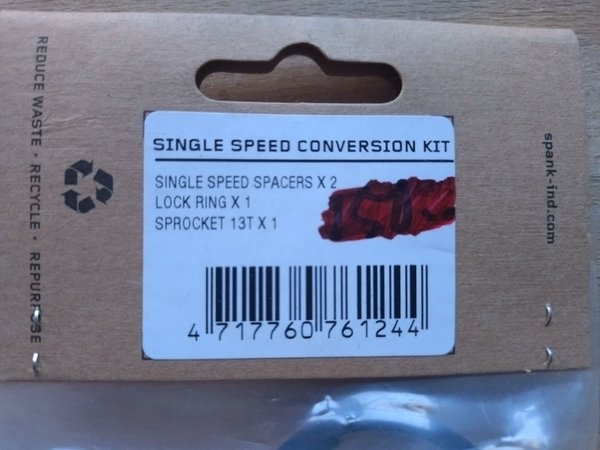 REDUCE WASTE · RECYCLE · REPURPOSE
SINGLE SPEED CONVERSION KIT
SINGLE SPEED SPACERS X 2
LOCK RING X 1
SPROCKET 13T X 1
4 717760 761244
spank-ind.com